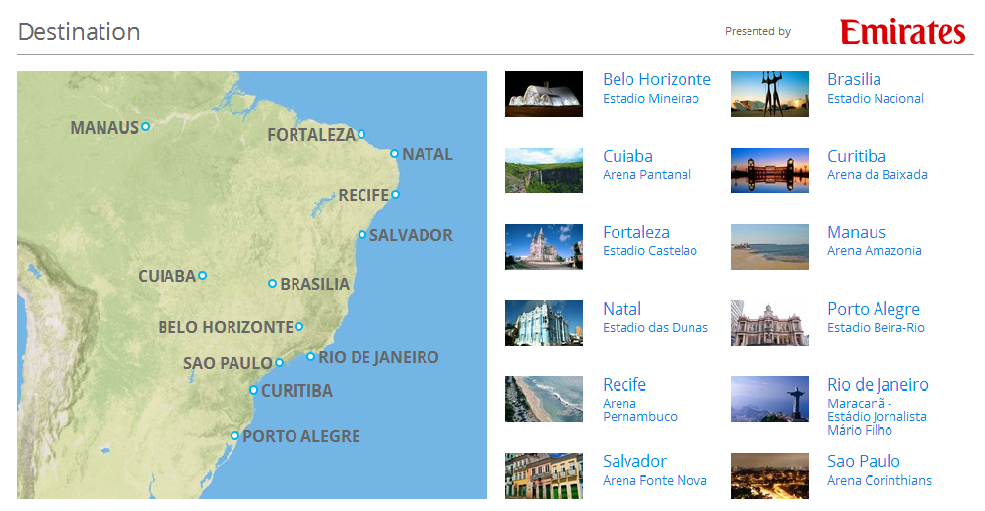 Destination
Presented by
Emirates
MANAUS
FORTALEZA
NATAL
RECIFE
SALVADOR
CUIABA
BRASILIA
BELO HORIZONTE
RIO DE JANEIRO
SAO PAULO
CURITIBA
PORTO ALEGRE
Belo Horizonte
Estadio Mineirao
Brasilia
Estadio Nacional
Cuiaba
Arena Pantanal
Curitiba
Arena da Baixada
Fortaleza
Estadio Castelao
Manaus
Arena Amazonia
Natal
Estadio das Dunas
Porto Alegre
Estadio Beira-Rio
Recife
Arena
Pernambuco
Rio de Janeiro
Maracanã -
Estádio Jornalista
Mário Filho
Salvador
Arena Fonte Nova
Sao Paulo
Arena Corinthians